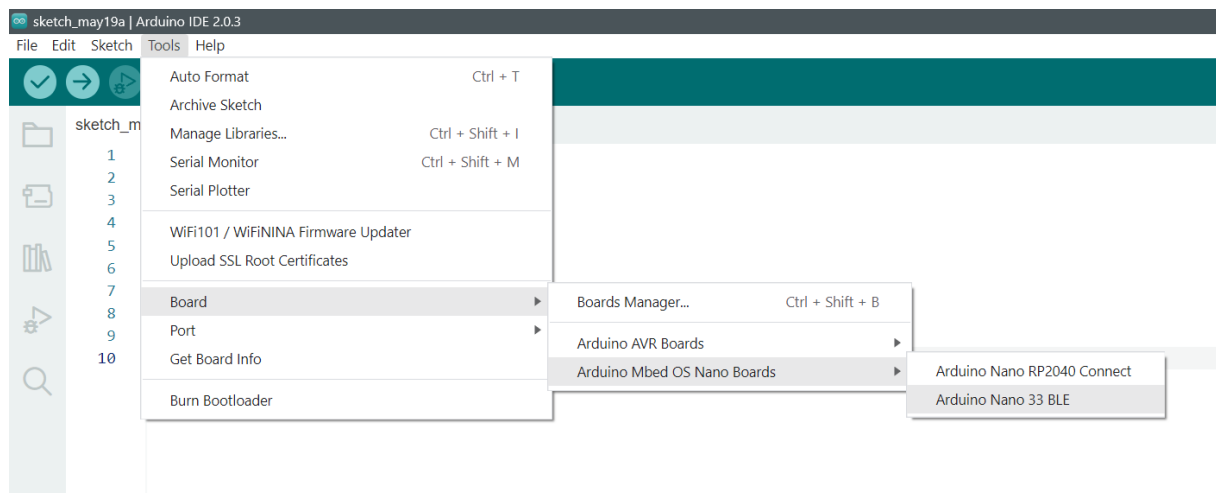 sketch_may19a | Arduino IDE 2.0.3
File Edit Sketch Tools Help
sketch_m
1
2
3
4
5
6
7
8
9
10
Auto Format Ctrl + T
Archive Sketch
Manage Libraries... Ctrl + Shift + I
Serial Monitor Ctrl + Shift + M
Serial Plotter
WiFi101 / WiFiNINA Firmware Updater
Upload SSL Root Certificates
Board
Port
Get Board Info
Burn Bootloader
Boards Manager... Ctrl + Shift + B
Arduino AVR Boards
Arduino Mbed OS Nano Boards
Arduino Nano RP2040 Connect
Arduino Nano 33 BLE